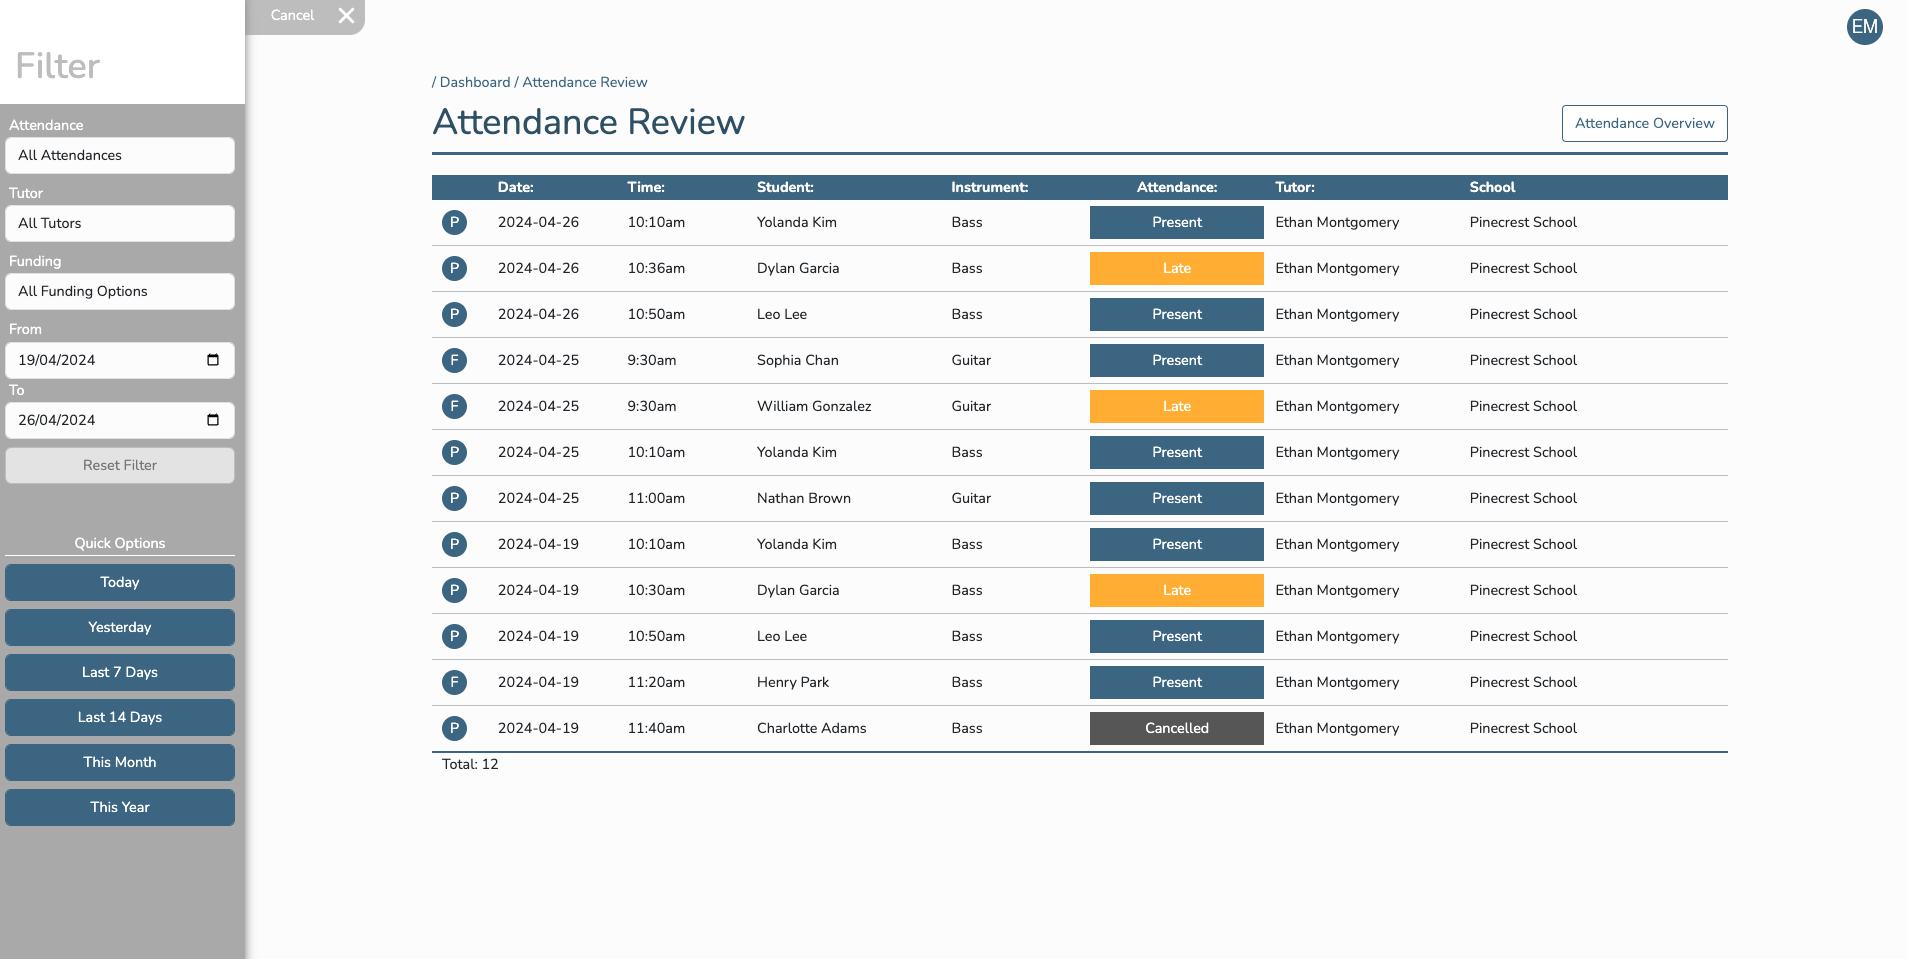 Cancel
EM
Filter
/ Dashboard / Attendance Review
Attendance Review
Attendance Overview
Attendance
All Attendances
Tutor
All Tutors
Funding
All Funding Options
From
19/04/2024
To
26/04/2024
Reset Filter
Quick Options
Today
Yesterday
Last 7 Days
Last 14 Days
This Month
This Year
Date: Time: Student: Instrument: Attendance: Tutor: School
P 2024-04-26 10:10am Yolanda Kim Bass Present Ethan Montgomery Pinecrest School
P 2024-04-26 10:36am Dylan Garcia Bass Late Ethan Montgomery Pinecrest School
P 2024-04-26 10:50am Leo Lee Bass Present Ethan Montgomery Pinecrest School
F 2024-04-25 9:30am Sophia Chan Guitar Present Ethan Montgomery Pinecrest School
F 2024-04-25 9:30am William Gonzalez Guitar Late Ethan Montgomery Pinecrest School
P 2024-04-25 10:10am Yolanda Kim Bass Present Ethan Montgomery Pinecrest School
P 2024-04-25 11:00am Nathan Brown Guitar Present Ethan Montgomery Pinecrest School
P 2024-04-19 10:10am Yolanda Kim Bass Present Ethan Montgomery Pinecrest School
P 2024-04-19 10:30am Dylan Garcia Bass Late Ethan Montgomery Pinecrest School
P 2024-04-19 10:50am Leo Lee Bass Present Ethan Montgomery Pinecrest School
F 2024-04-19 11:20am Henry Park Bass Present Ethan Montgomery Pinecrest School
P 2024-04-19 11:40am Charlotte Adams Bass Cancelled Ethan Montgomery Pinecrest School
Total: 12